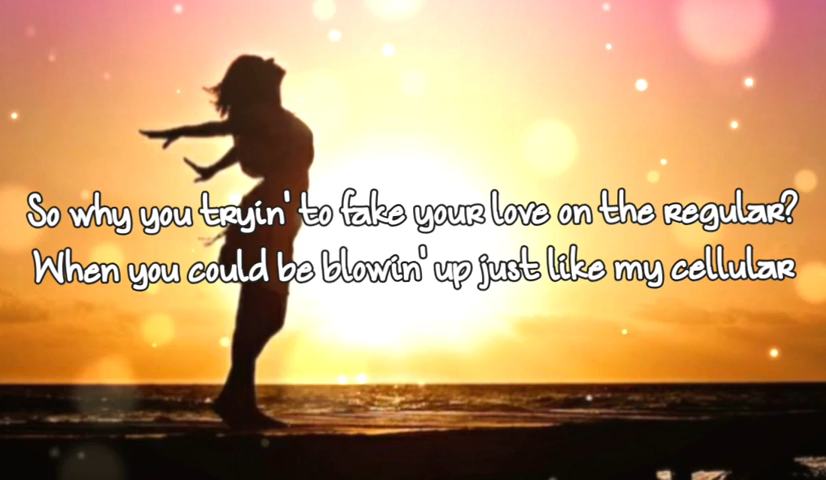 So why you tryin' to fake your love on the regular?
When you could be blowin' up just like my cellular